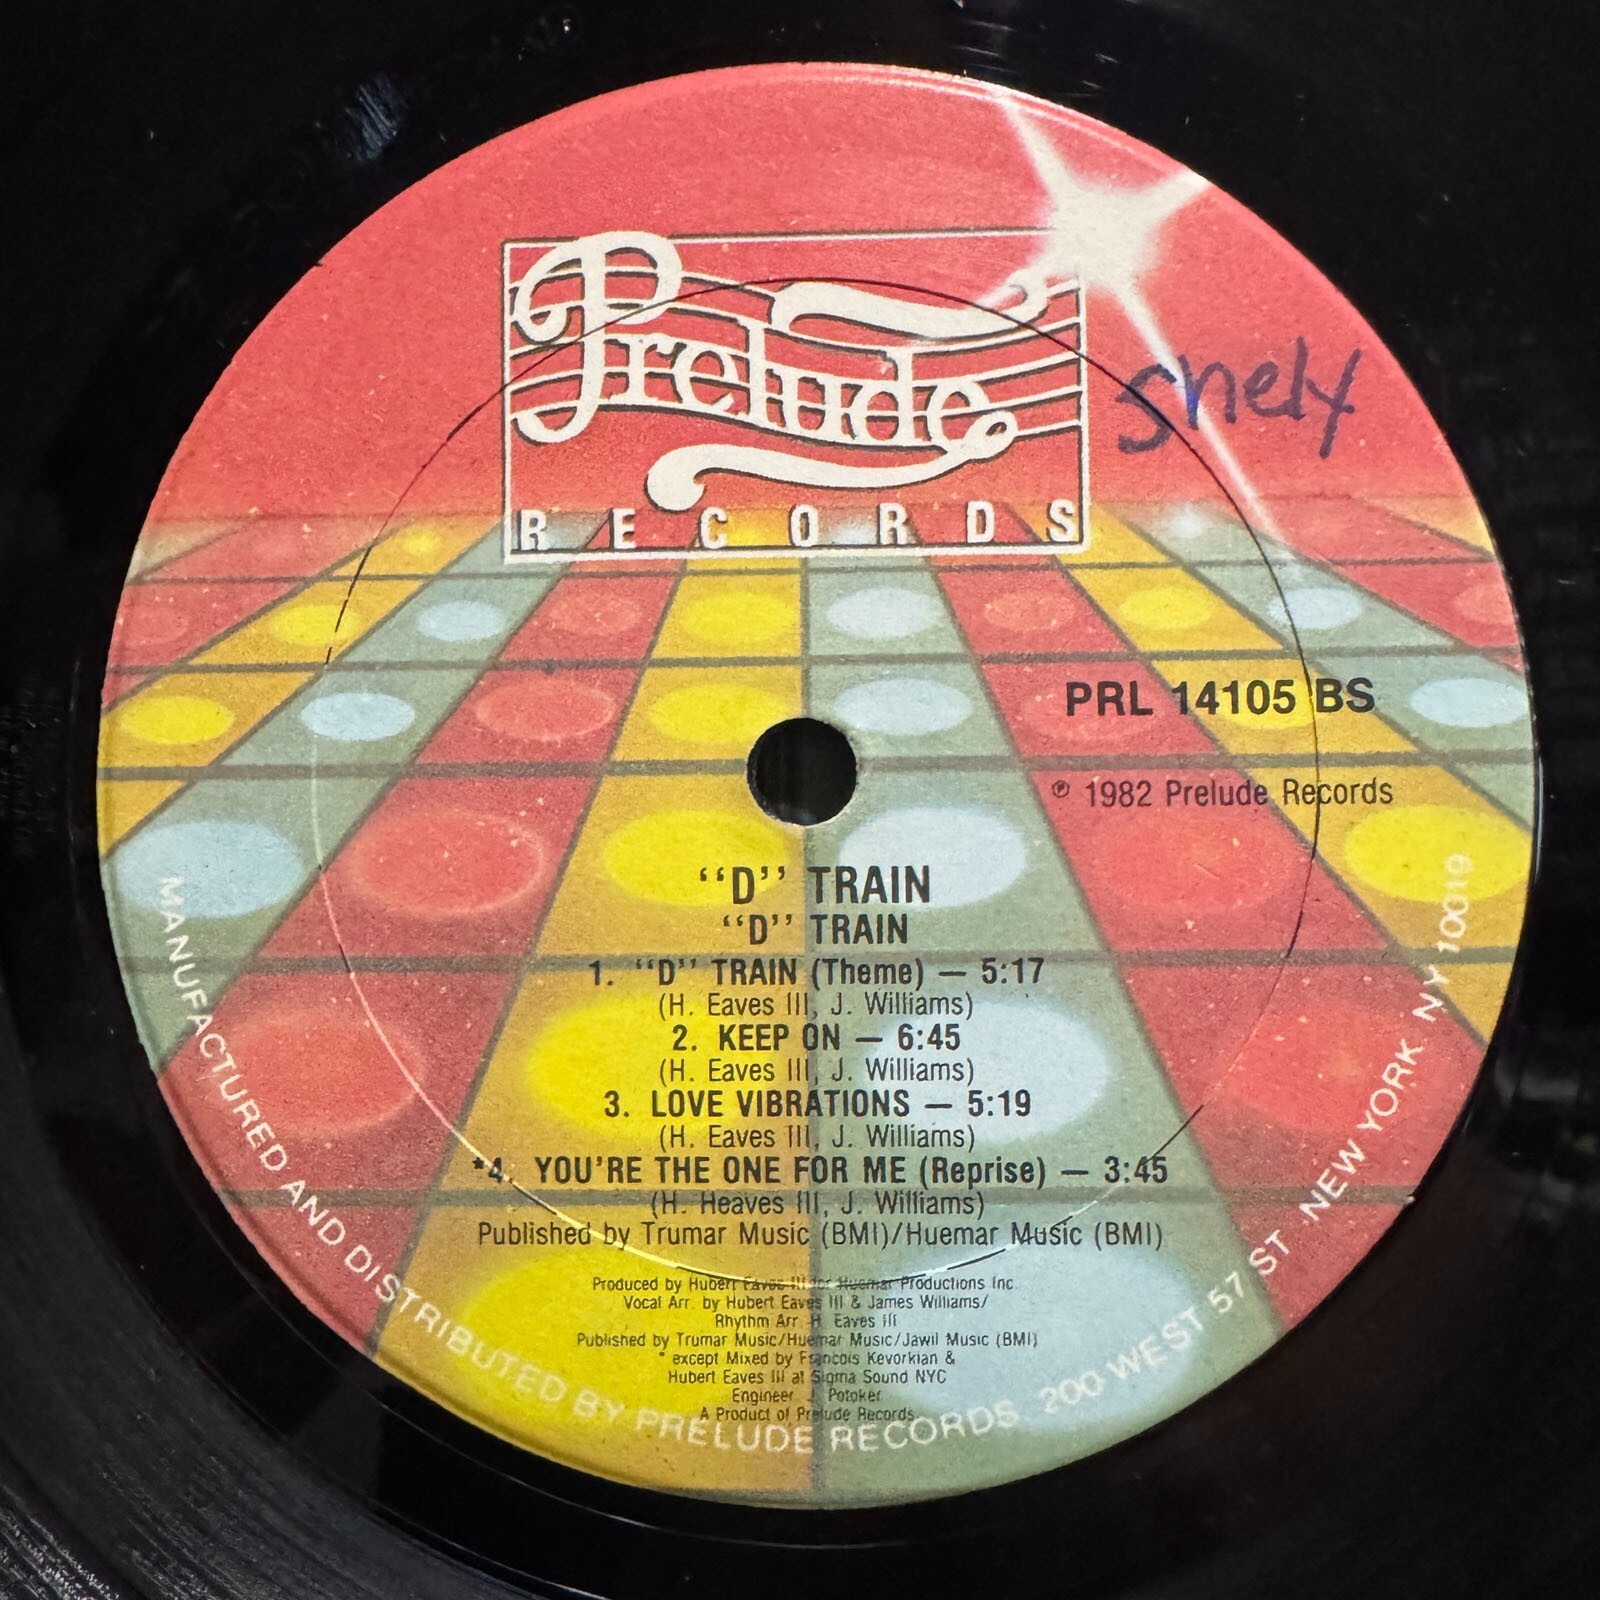 Prelude
RECORDS
shely
PRL 14105 BS
℗ 1982 Prelude Records
“D” TRAIN
“D” TRAIN
1. “D” TRAIN (Theme) — 5:17
(H. Eaves III, J. Williams)
2. KEEP ON — 6:45
(H. Eaves III, J. Williams)
3. LOVE VIBRATIONS — 5:19
(H. Eaves III, J. Williams)
*4. YOU’RE THE ONE FOR ME (Reprise) — 3:45
(H. Heaves III, J. Williams)
Published by Trumar Music (BMI)/Huemar Music (BMI)
Produced by Hubert Eaves III for Huemar Productions Inc.
Vocal Arr. by Hubert Eaves III & James Williams/
Rhythm Arr. H. Eaves III
Published by Trumar Music/Huemar Music/Jawil Music (BMI)
* except Mixed by Francois Kevorkian &
Hubert Eaves III at Sigma Sound NYC
Engineer J. Potoker
A Product of Prelude Records
MANUFACTURED AND DISTRIBUTED BY PRELUDE RECORDS 200 WEST 57 ST. NEW YORK NY 10019